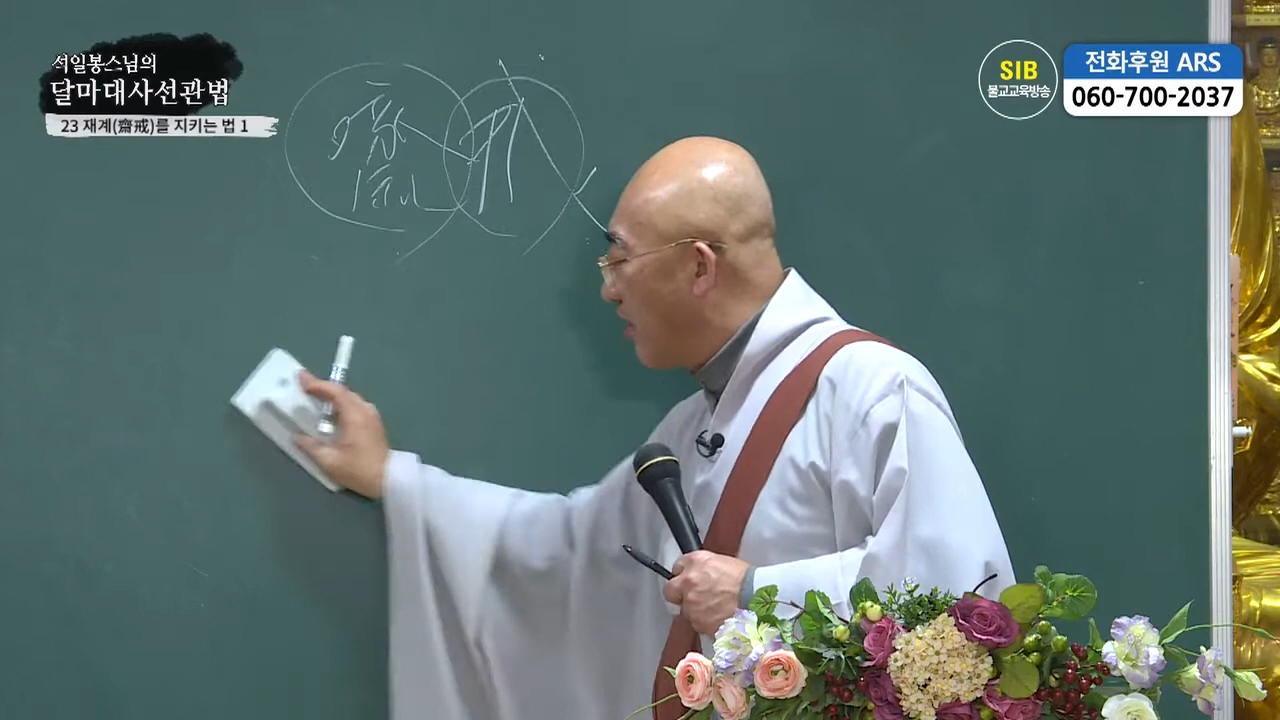 석일봉스님의
달마대사선관법
23 재계(齋戒)를 지키는 법 1
齋戒
SIB
불교교육방송
전화후원 ARS
060-700-2037